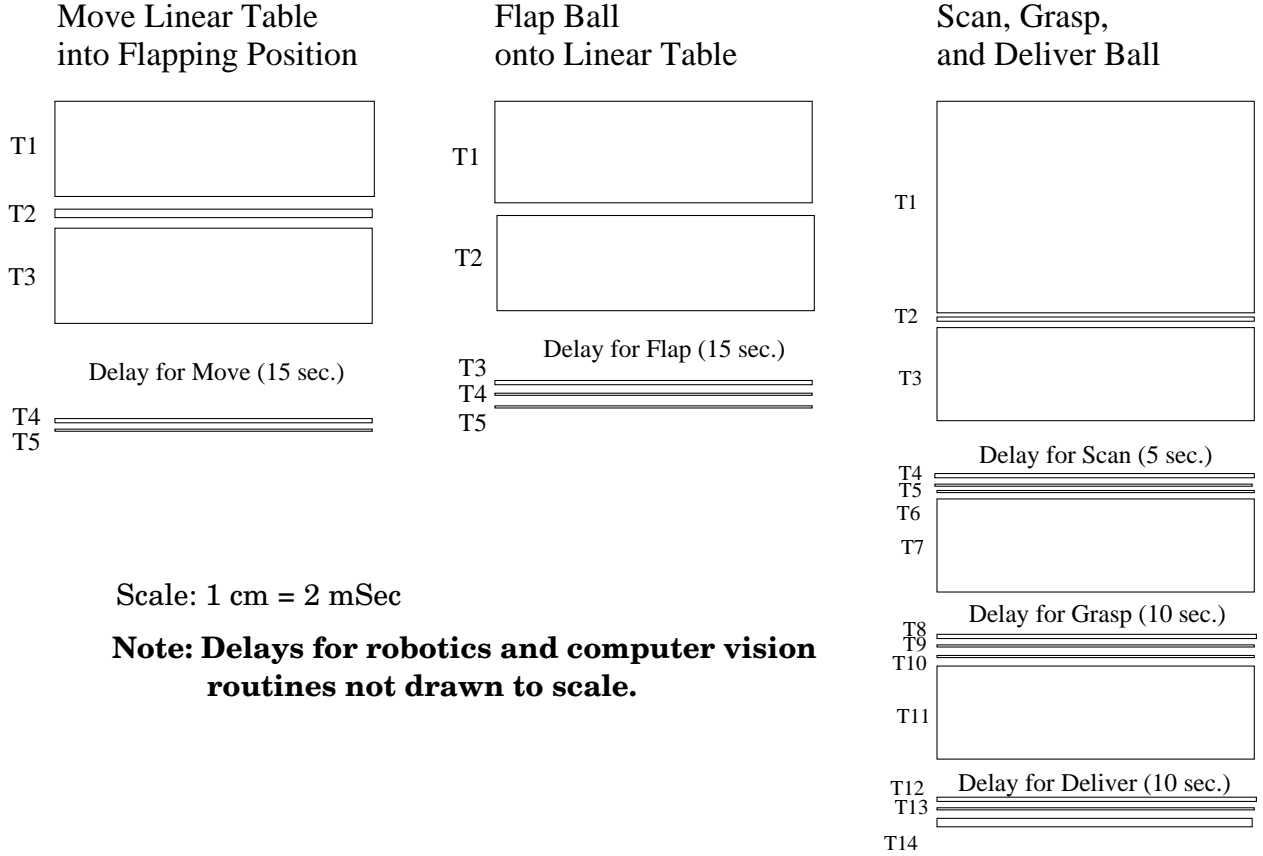 Move Linear Table
into Flapping Position
T1
T2
T3
Delay for Move (15 sec.)
T4
T5
Flap Ball
onto Linear Table
T1
T2
Delay for Flap (15 sec.)
T3
T4
T5
Scan, Grasp,
and Deliver Ball
T1
T2
T3
Delay for Scan (5 sec.)
T4
T5
T6
T7
Delay for Grasp (10 sec.)
T8
T9
T10
T11
Delay for Deliver (10 sec.)
T12
T13
T14
Scale: 1 cm = 2 mSec
Note: Delays for robotics and computer vision
routines not drawn to scale.